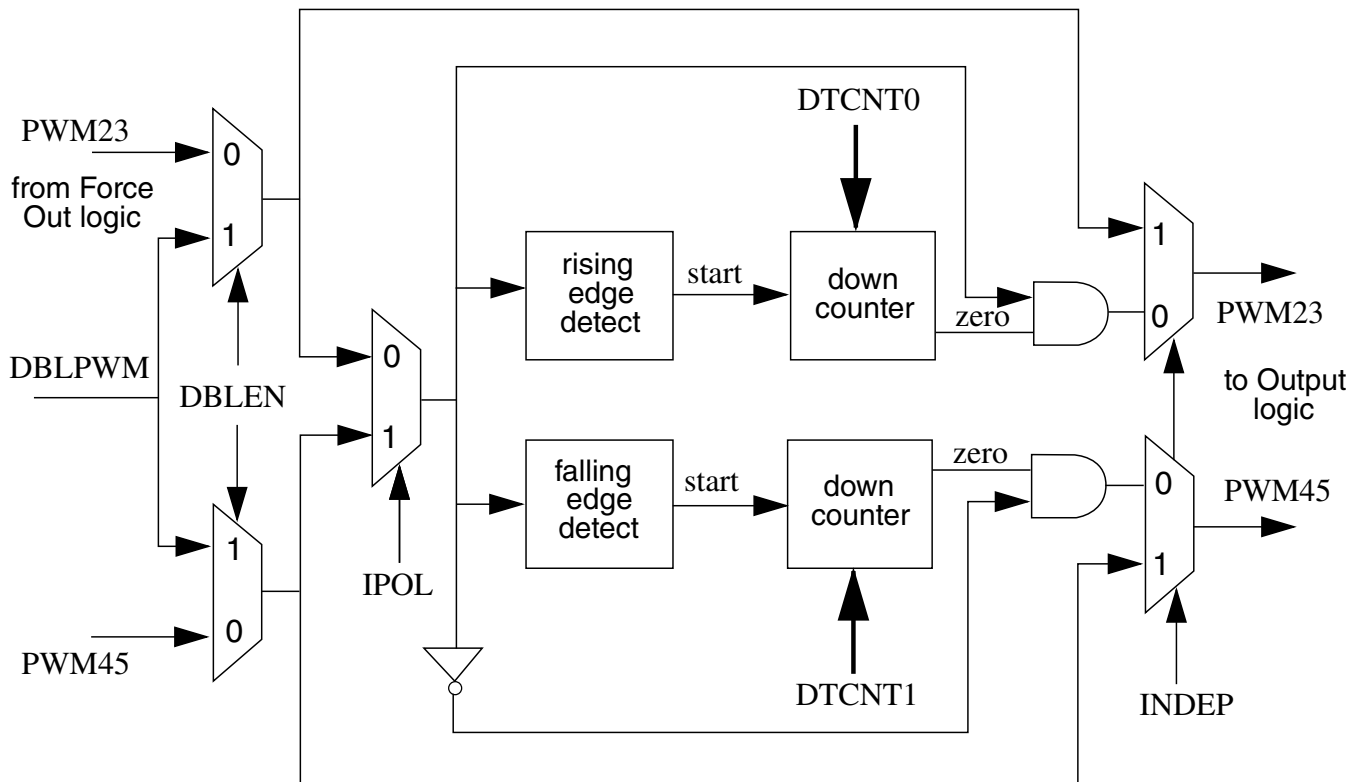 DTCNT0
PWM23
0
from Force
Out logic
1
1
rising
edge
detect
start
down
counter
zero
0
PWM23
DBLPWM
DBLEN
0
1
to Output
logic
falling
edge
detect
start
down
counter
zero
0
PWM45
1
1
IPOL
0
PWM45
DTCNT1
INDEP